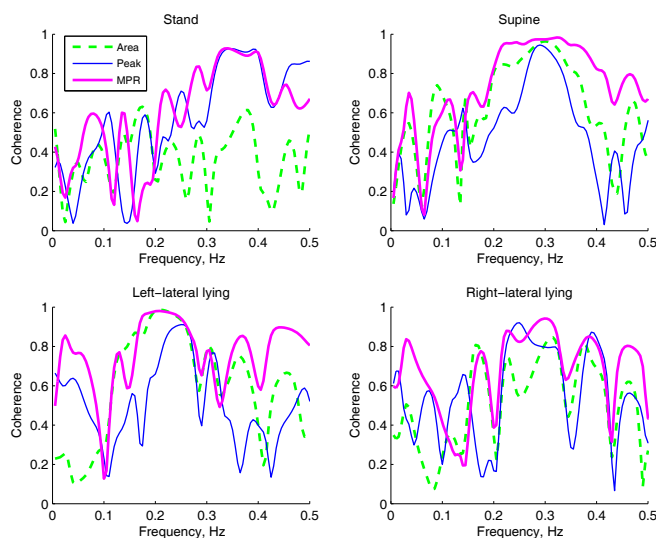 Stand
Supine
Area
Peak
MPR
Coherence
1
0.8
0.6
0.4
0.2
0
0 0.1 0.2 0.3 0.4 0.5
Frequency, Hz
Coherence
1
0.8
0.6
0.4
0.2
0
0 0.1 0.2 0.3 0.4 0.5
Frequency, Hz
Left-lateral lying
Right-lateral lying
Coherence
1
0.8
0.6
0.4
0.2
0
0 0.1 0.2 0.3 0.4 0.5
Frequency, Hz
Coherence
1
0.8
0.6
0.4
0.2
0
0 0.1 0.2 0.3 0.4 0.5
Frequency, Hz